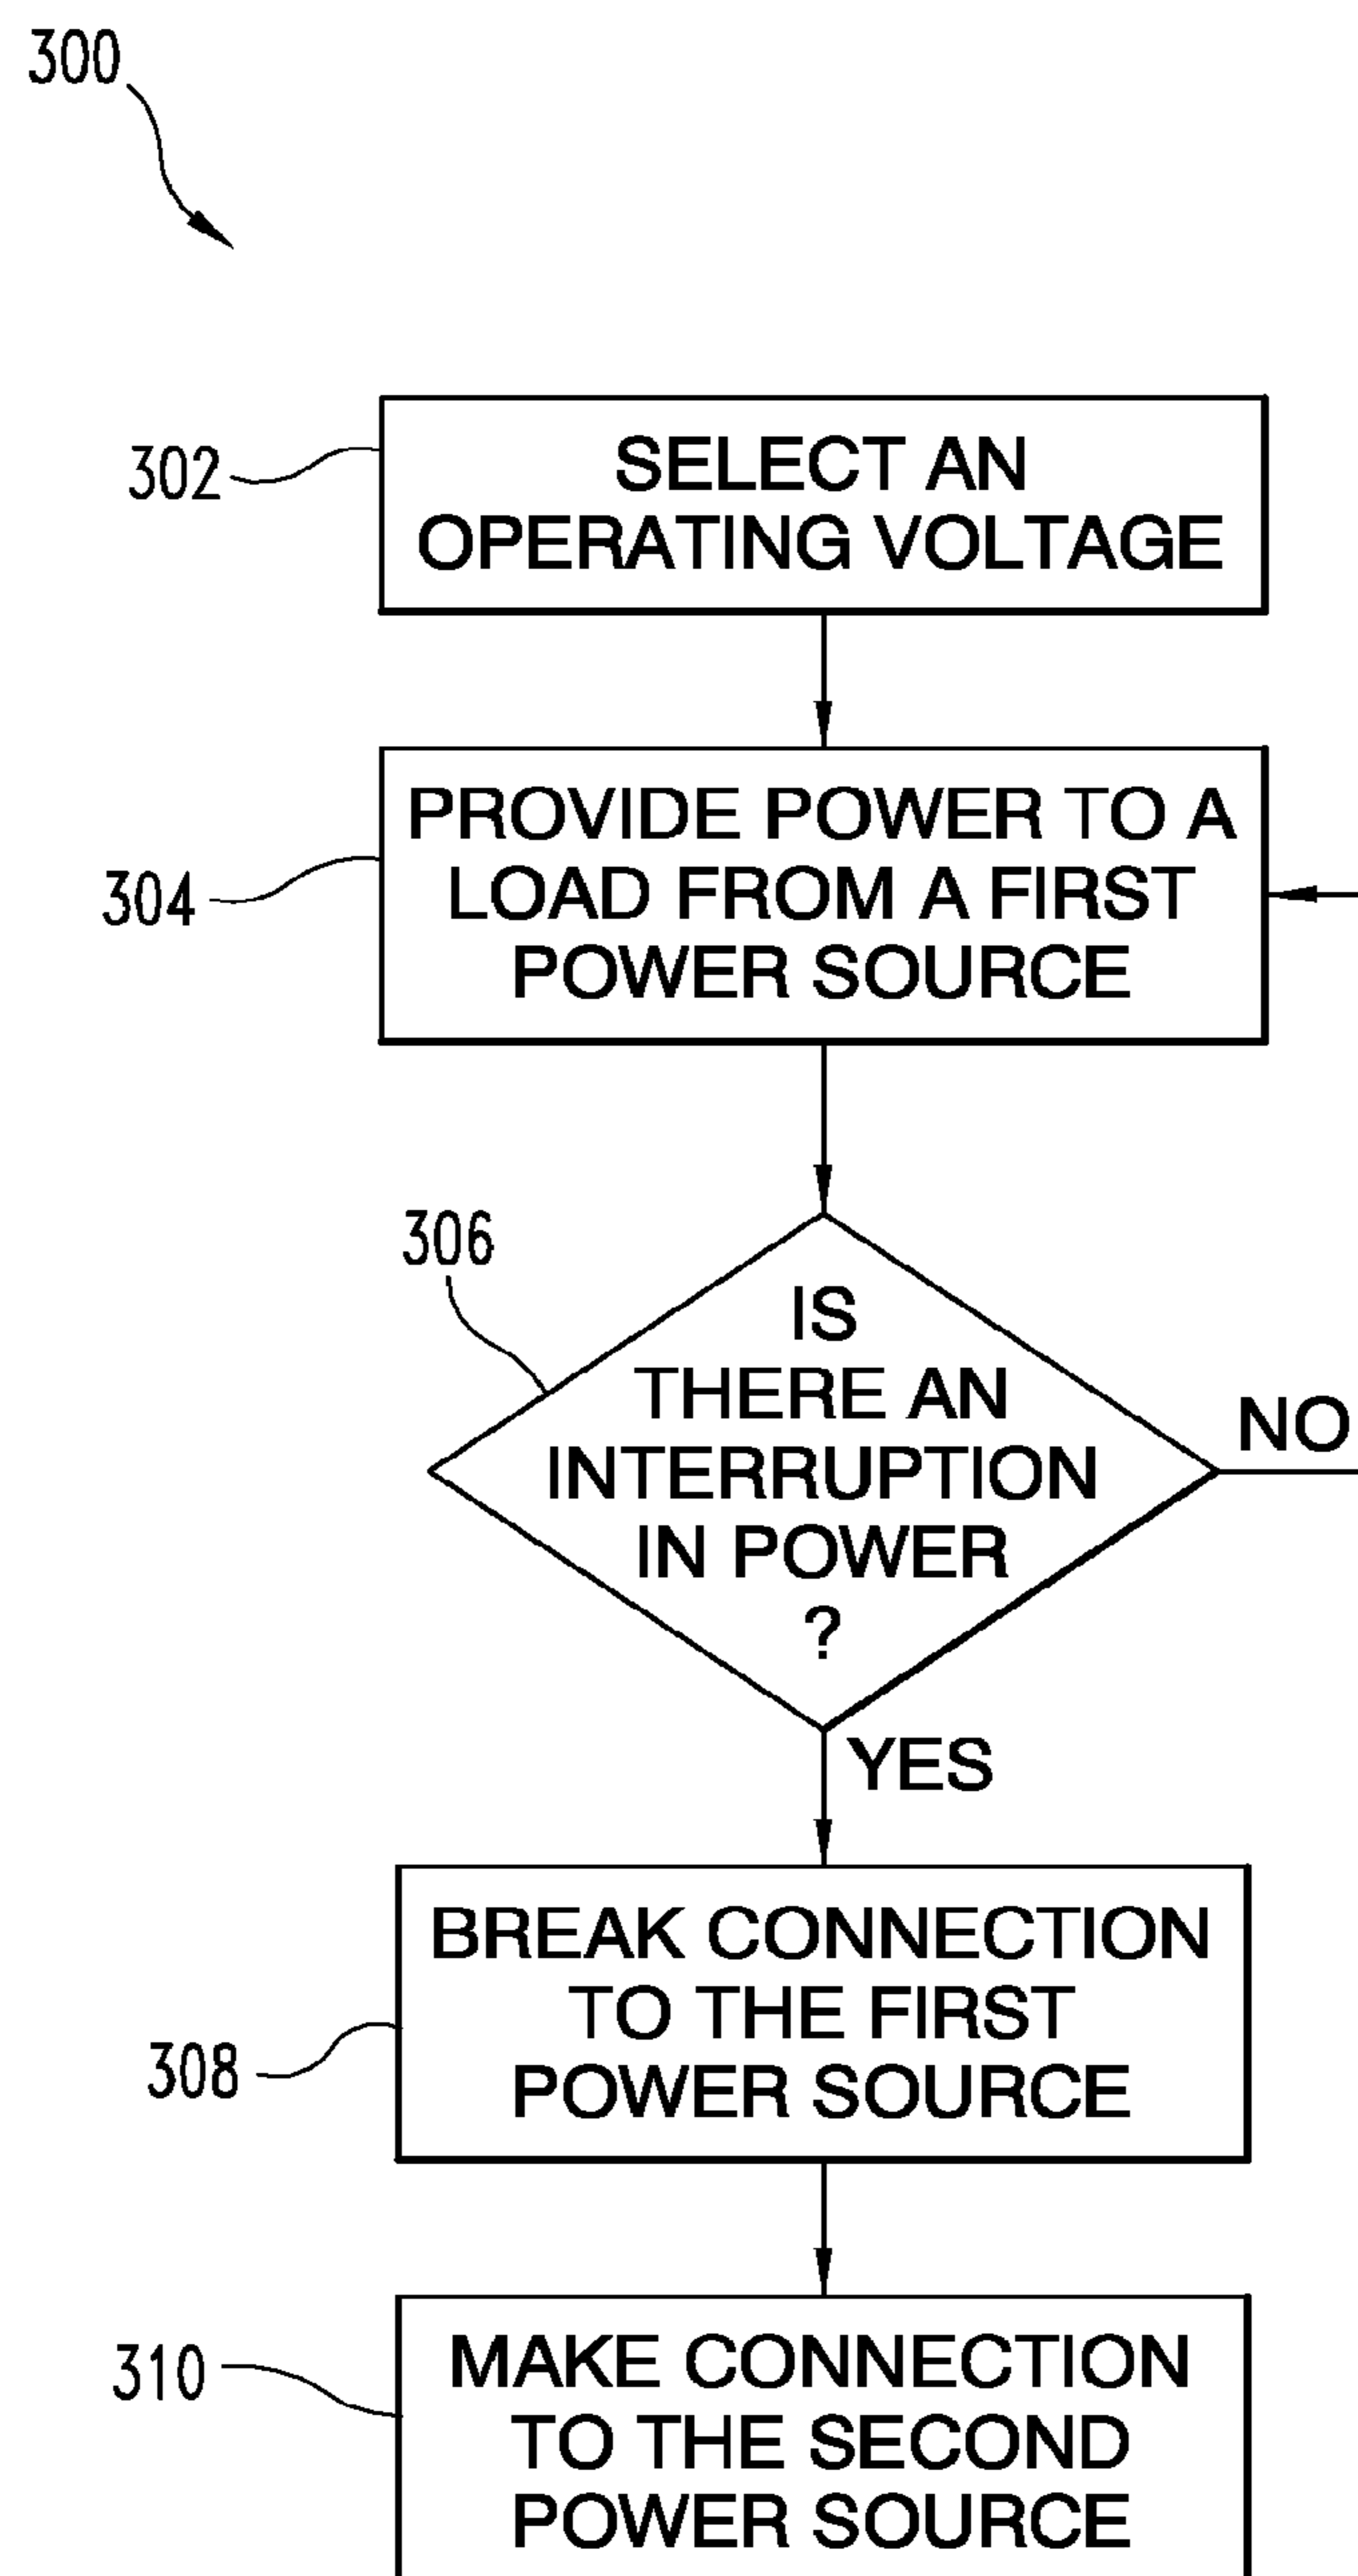 300
302
SELECT AN
OPERATING VOLTAGE
304
PROVIDE POWER TO A
LOAD FROM A FIRST
POWER SOURCE
306
IS
THERE AN
INTERRUPTION
IN POWER
?
NO
YES
308
BREAK CONNECTION
TO THE FIRST
POWER SOURCE
310
MAKE CONNECTION
TO THE SECOND
POWER SOURCE